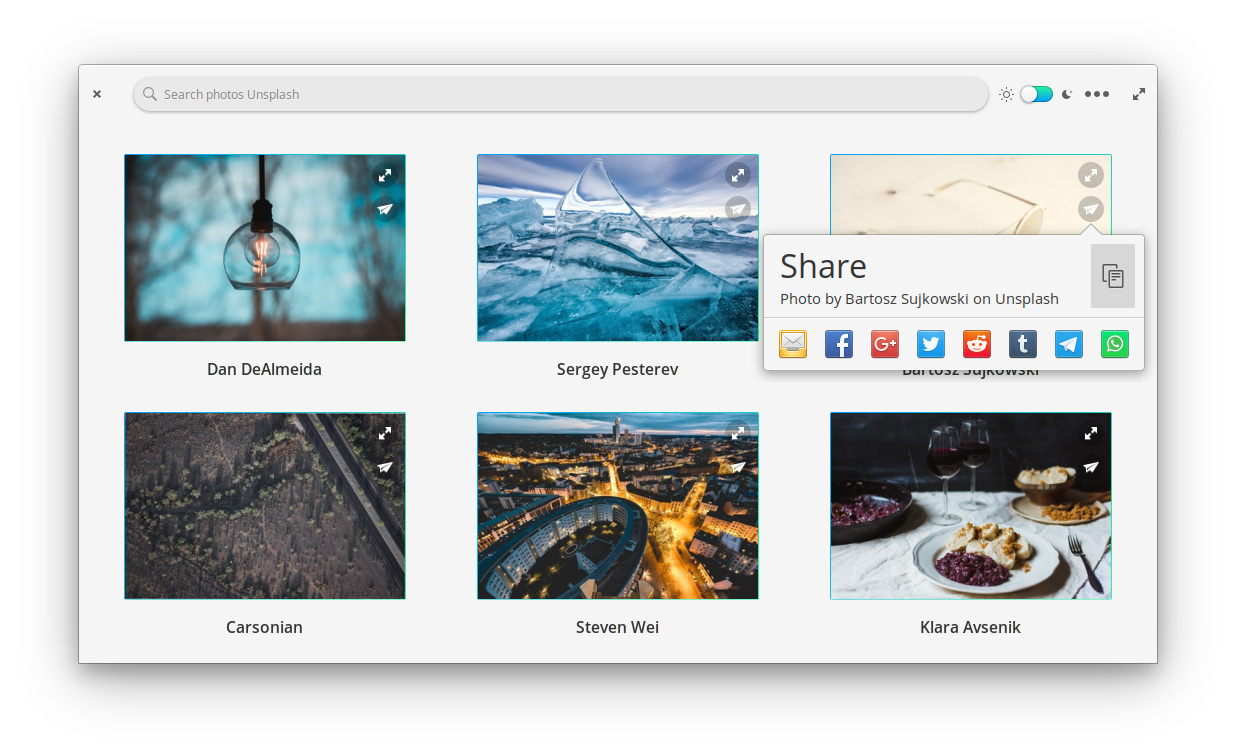 Search photos Unsplash
Share
Photo by Bartosz Sujkowski on Unsplash
G+
t
Dan DeAlmeida
Sergey Pesterev
Bartosz Sujkowski
Carsonian
Steven Wei
Klara Avsenik